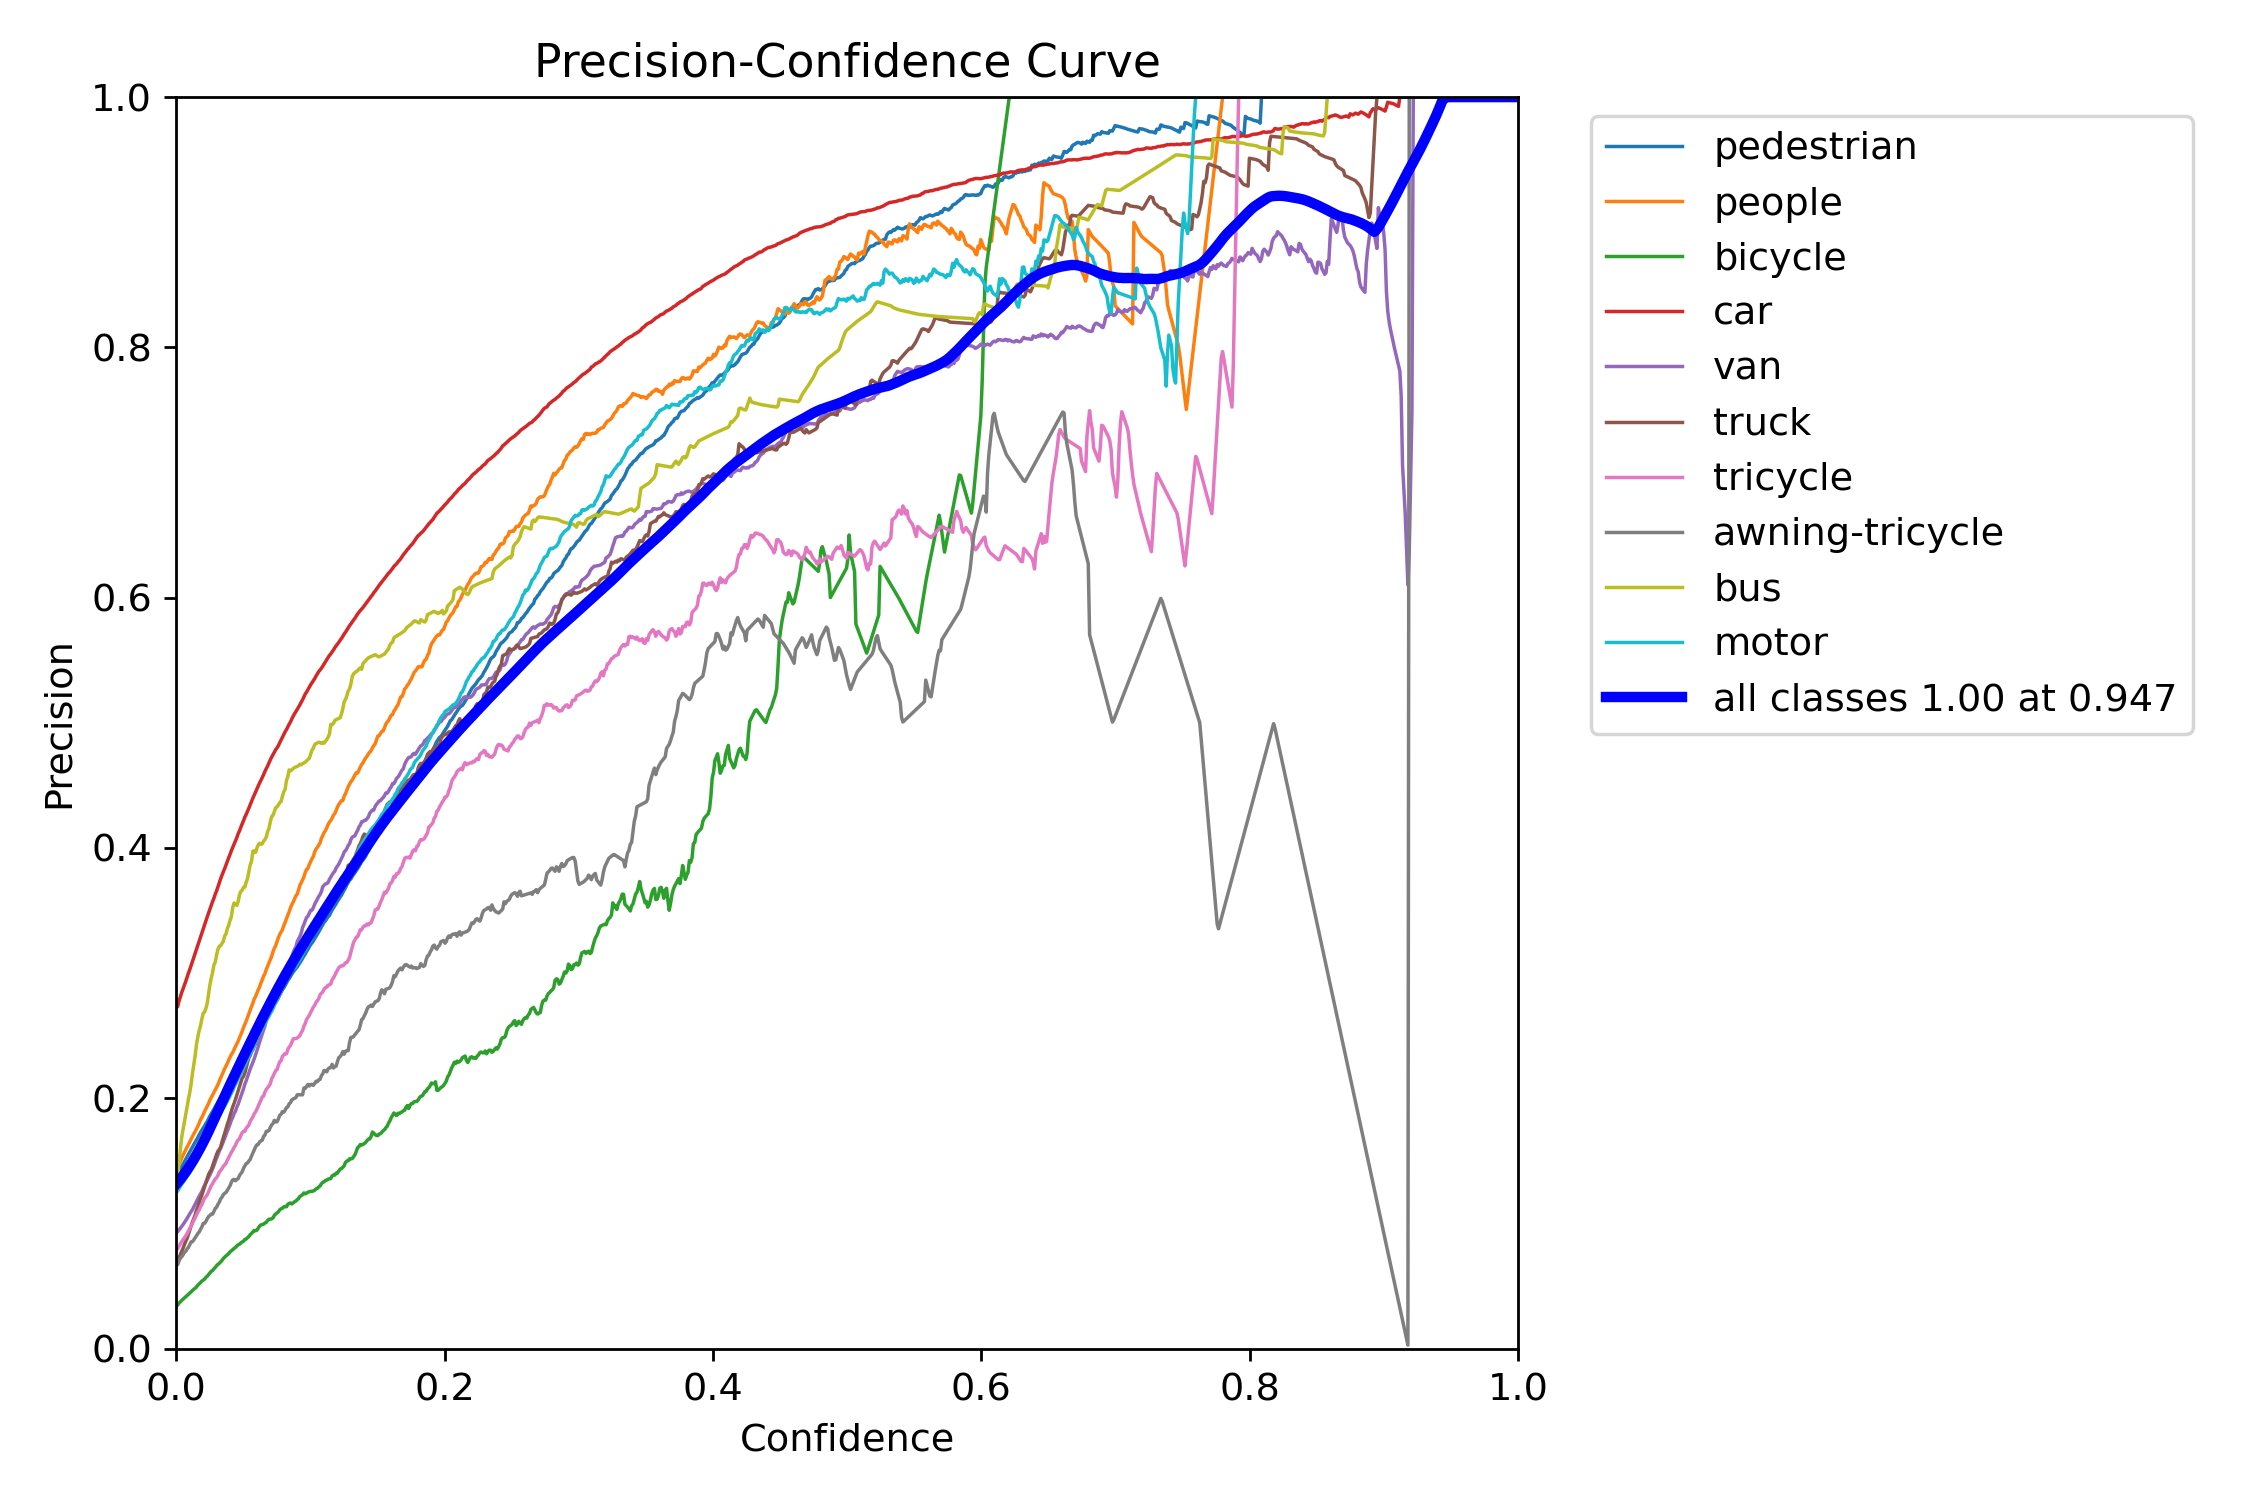 Precision-Confidence Curve
1.0
0.8
0.6
0.4
0.2
0.0
Precision
0.0 0.2 0.4 0.6 0.8 1.0
Confidence
pedestrian
people
bicycle
car
van
truck
tricycle
awning-tricycle
bus
motor
all classes 1.00 at 0.947